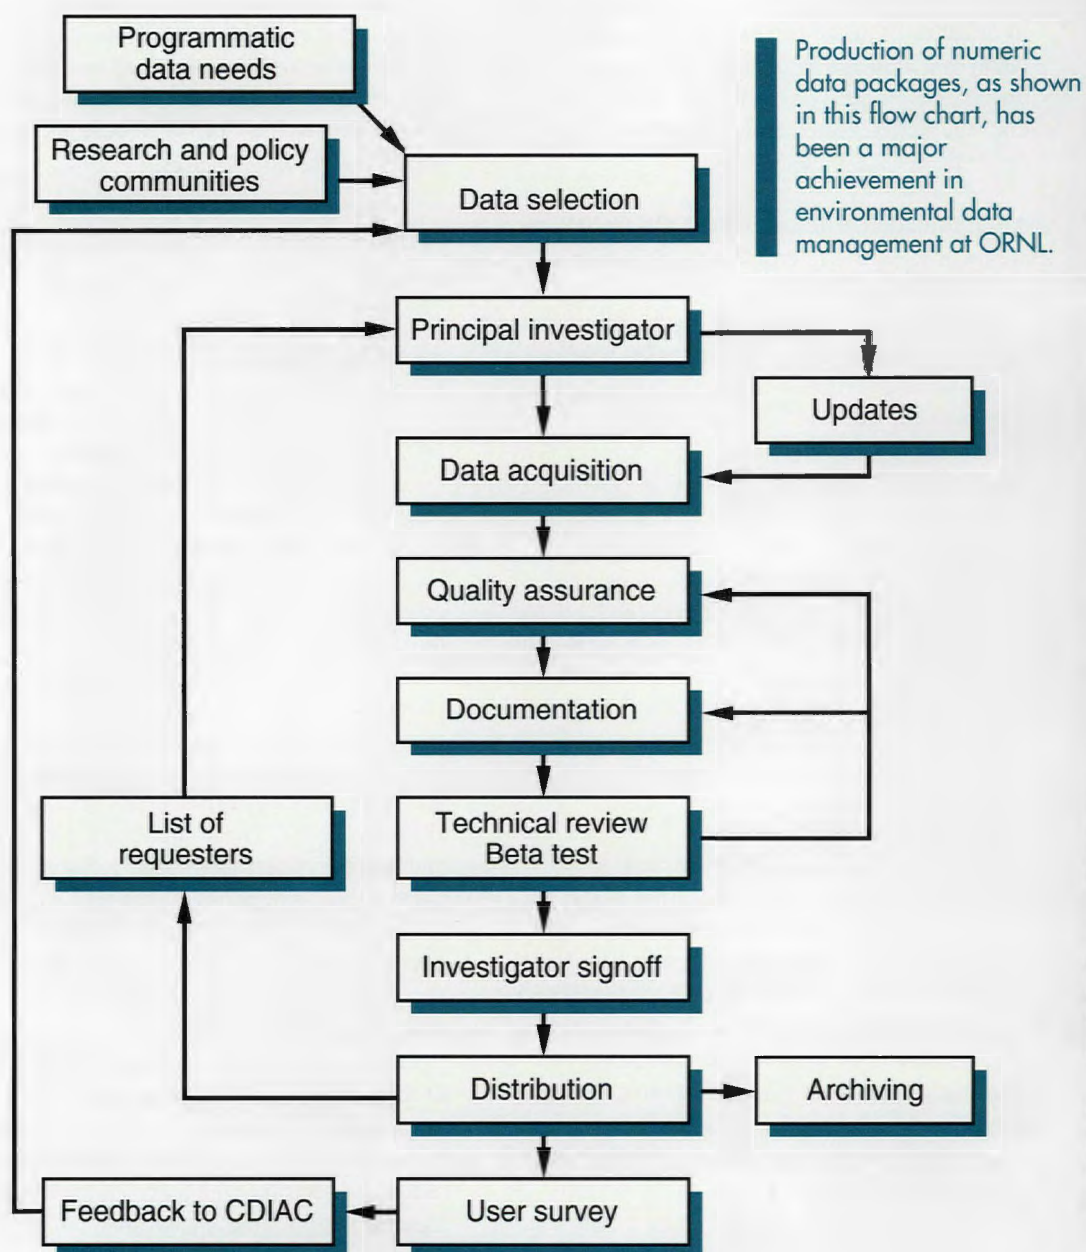 Programmatic
data needs
Production of numeric
data packages, as shown
in this flow chart, has
been a major
achievement in
environmental data
management at ORNL.
Research and policy
communities
Data selection
Principal investigator
Updates
Data acquisition
Quality assurance
Documentation
List of
requesters
Technical review
Beta test
Investigator signoff
Distribution
Archiving
Feedback to CDIAC
User survey